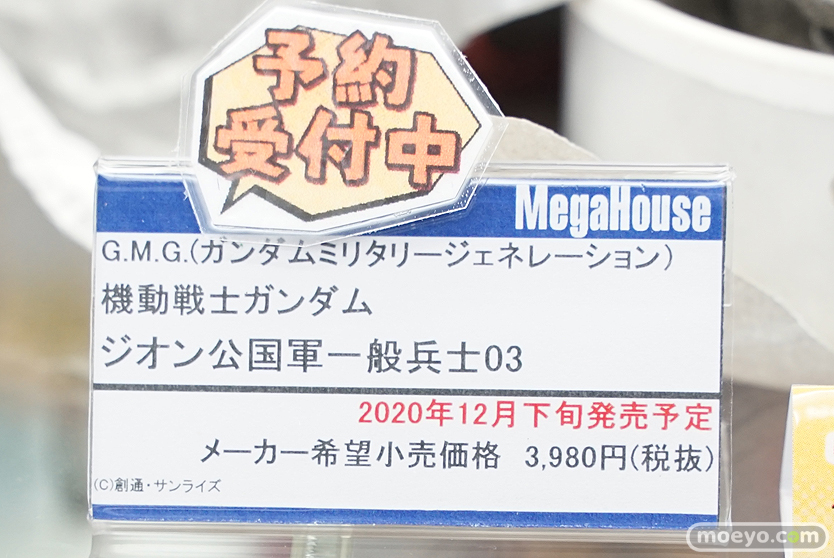 予約
受付中
MegaHouse
G.M.G.(ガンダムミリタリージェネレーション)
機動戦士ガンダム
ジオン公国軍一般兵士03
2020年12月下旬発売予定
メーカー希望小売価格 3,980円(税抜)
(C)創通・サンライズ
moeyo.com